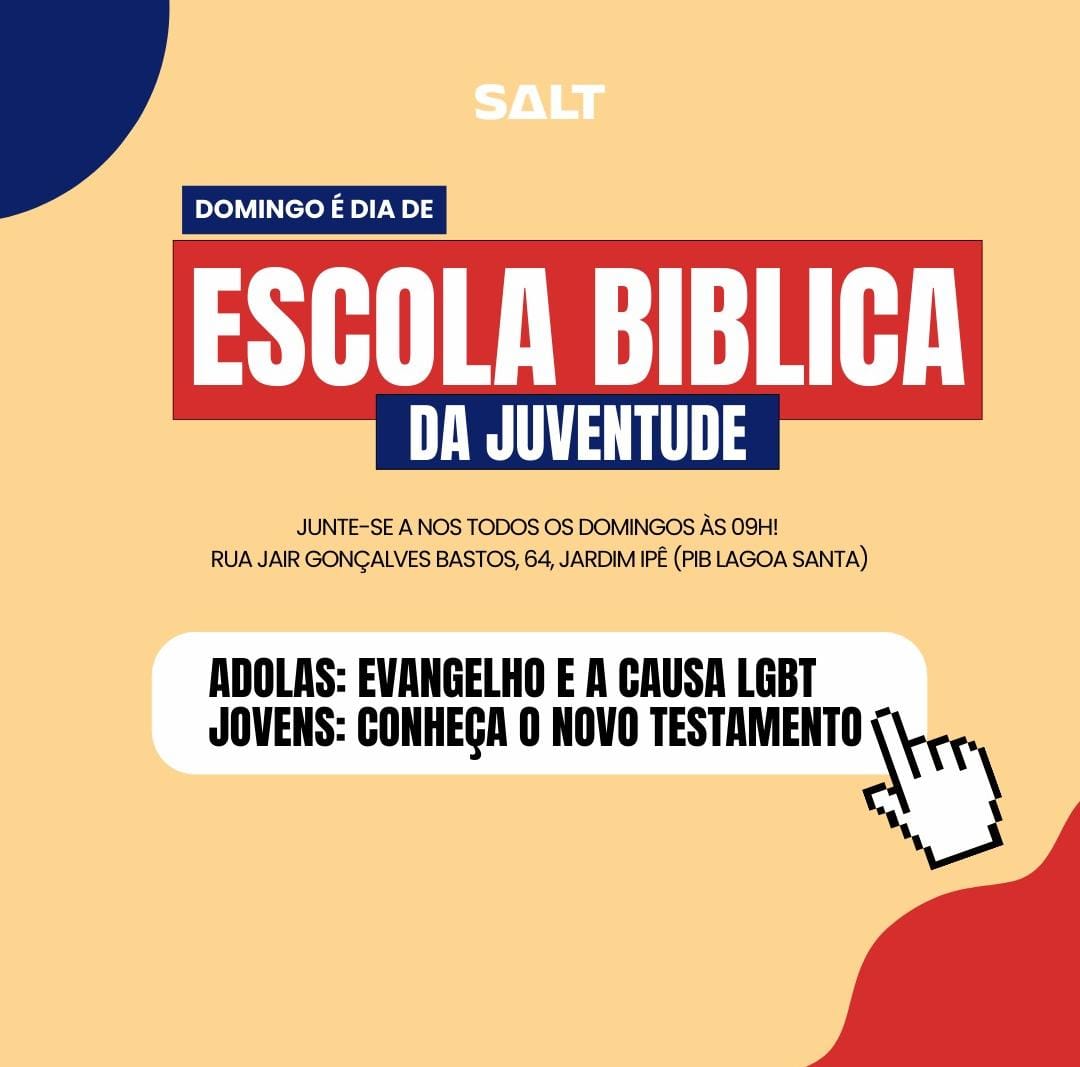 SALT
DOMINGO É DIA DE
ESCOLA BIBLICA
DA JUVENTUDE
JUNTE-SE A NOS TODOS OS DOMINGOS ÀS 09H!
RUA JAIR GONÇALVES BASTOS, 64, JARDIM IPÊ (PIB LAGOA SANTA)
ADOLAS: EVANGELHO E A CAUSA LGBT
JOVENS: CONHEÇA O NOVO TESTAMENTO